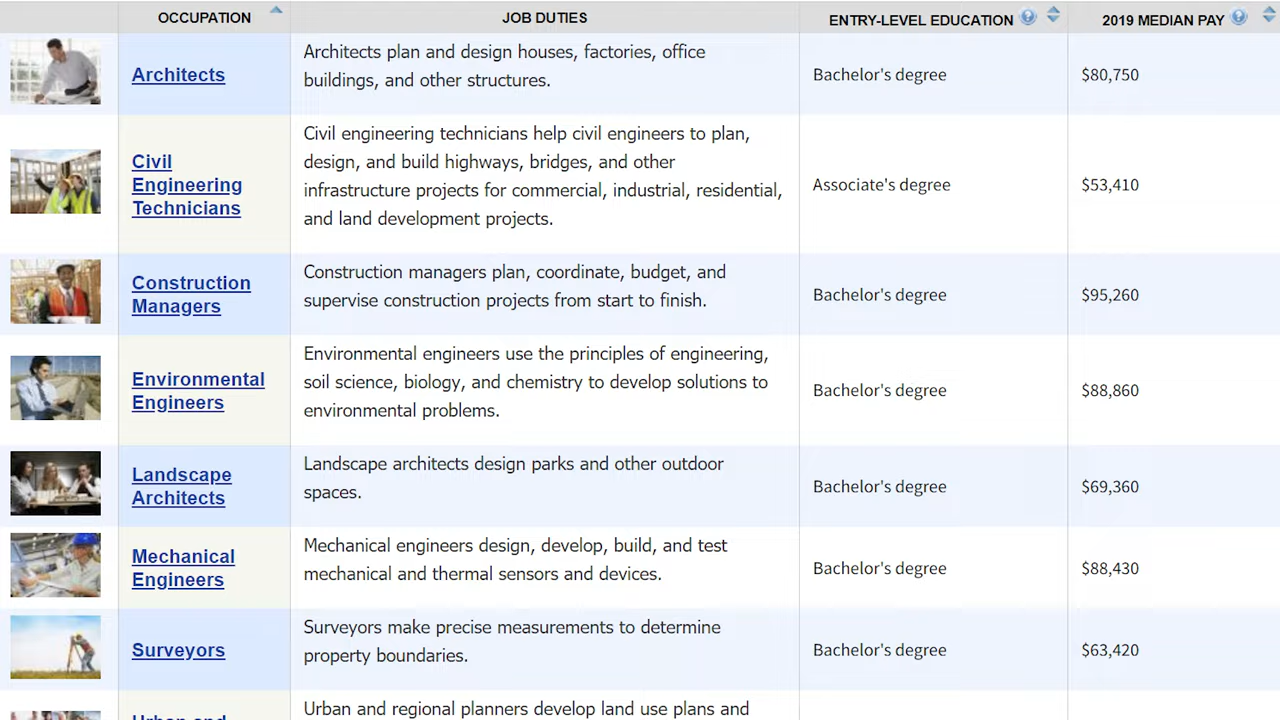 OCCUPATION JOB DUTIES ENTRY-LEVEL EDUCATION 2019 MEDIAN PAY
Architects
Architects plan and design houses, factories, office
buildings, and other structures.
Bachelor's degree
$80,750
Civil
Engineering
Technicians
Civil engineering technicians help civil engineers to plan,
design, and build highways, bridges, and other
infrastructure projects for commercial, industrial, residential,
and land development projects.
Associate's degree
$53,410
Construction
Managers
Construction managers plan, coordinate, budget, and
supervise construction projects from start to finish.
Bachelor's degree
$95,260
Environmental
Engineers
Environmental engineers use the principles of engineering,
soil science, biology, and chemistry to develop solutions to
environmental problems.
Bachelor's degree
$88,860
Landscape
Architects
Landscape architects design parks and other outdoor
spaces.
Bachelor's degree
$69,360
Mechanical
Engineers
Mechanical engineers design, develop, build, and test
mechanical and thermal sensors and devices.
Bachelor's degree
$88,430
Surveyors
Surveyors make precise measurements to determine
property boundaries.
Bachelor's degree
$63,420
Urban and
Urban and regional planners develop land use plans and